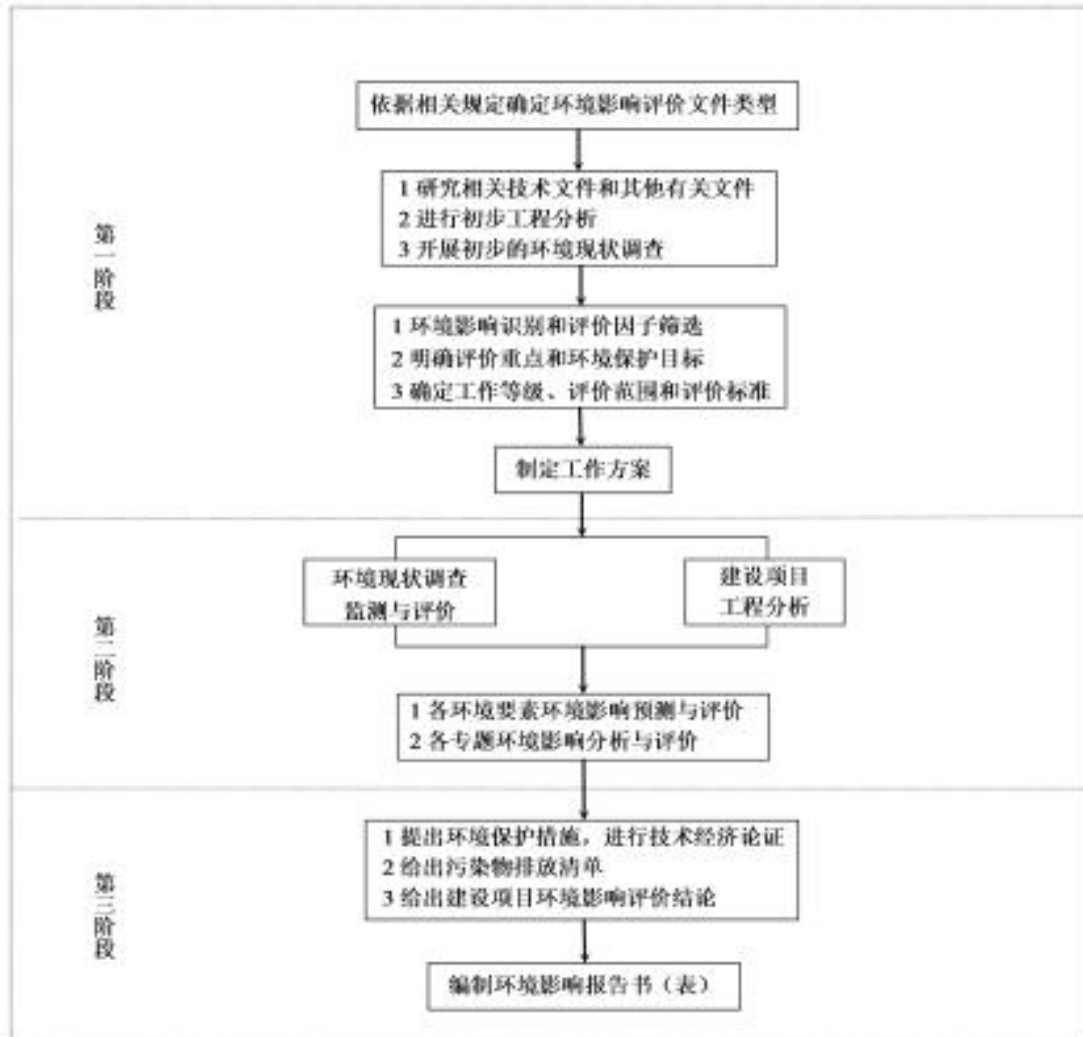 依据相关规定确定环境影响评价文件类型
1 研究相关技术文件和其他有关文件
2 进行初步工程分析
3 开展初步的环境现状调查
第一阶段
1 环境影响识别和评价因子筛选
2 明确评价重点和环境保护目标
3 确定工作等级、评价范围和评价标准
制定工作方案
环境现状调查
监测与评价
建设项目
工程分析
第二阶段
1 各环境要素环境影响预测与评价
2 各专题环境影响分析与评价
1 提出环境保护措施，进行技术经济论证
2 给出污染物排放清单
3 给出建设项目环境影响评价结论
第三阶段
编制环境影响报告书（表）